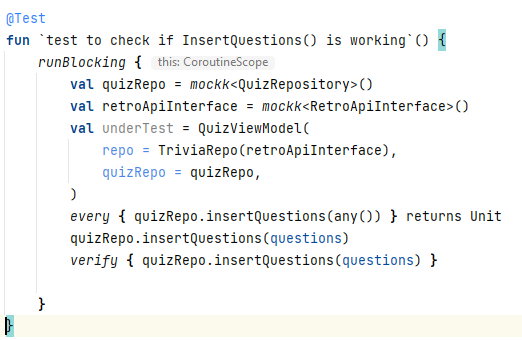 @Test
fun `test to check if InsertQuestions() is working`() {
runBlocking { this: CoroutineScope
val quizRepo = mockk<QuizRepository>()
val retroApiInterface = mockk<RetroApiInterface>()
val underTest = QuizViewModel(
repo = TriviaRepo(retroApiInterface),
quizRepo = quizRepo,
)
every { quizRepo.insertQuestions(any()) } returns Unit
quizRepo.insertQuestions(questions)
verify { quizRepo.insertQuestions(questions) }
}
}